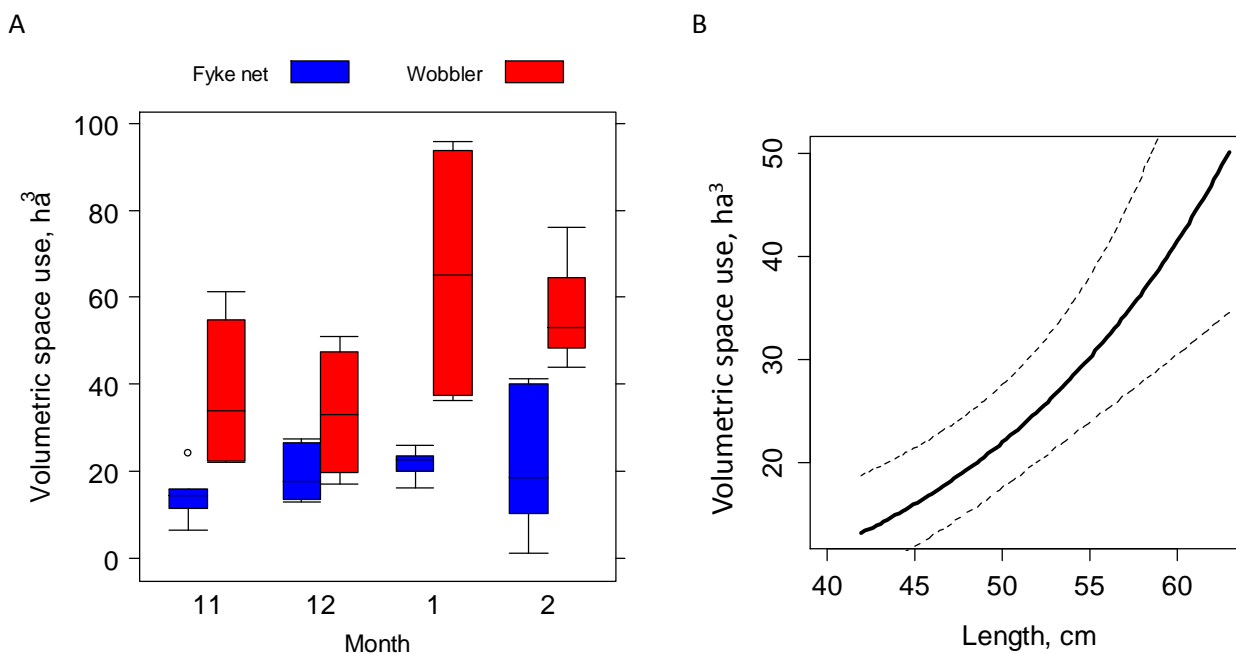 A
B
Fyke net
Wobbler
Volumetric space use, ha³
100
80
60
40
20
0
11 12 1 2
Month
Volumetric space use, ha³
50
40
30
20
40 45 50 55 60
Length, cm